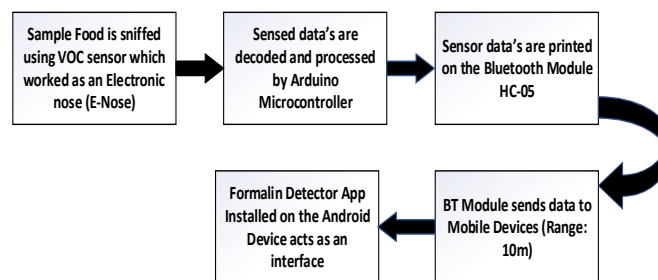 Sample Food is sniffed
using VOC sensor which
worked as an Electronic
nose (E-Nose)
Sensed data's are
decoded and processed
by Arduino
Microcontroller
Sensor data's are printed
on the Bluetooth Module
HC-05
BT Module sends data to
Mobile Devices (Range:
10m)
Formalin Detector App
Installed on the Android
Device acts as an
interface